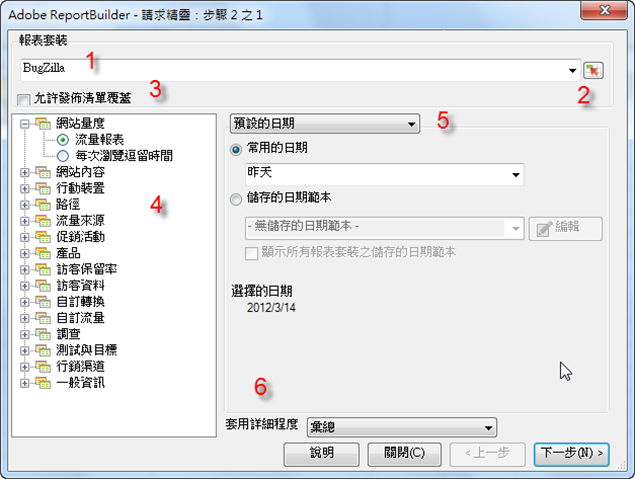 Adobe ReportBuilder - 請求精靈：步驟 2 之 1
報表套裝
BugZilla
1
2
允許發佈清單覆蓋
3
網站量度
流量報表
每次瀏覽逗留時間
網站內容
行動裝置
路徑
流量來源
促銷活動
產品
訪客保留率
訪客資料
自訂轉換
自訂流量
調查
測試與目標
行銷渠道
一般資訊
4
預設的日期
5
常用的日期
昨天
儲存的日期範本
- 無儲存的日期範本 -
編輯
顯示所有報表套裝之儲存的日期範本
選擇的日期
2012/3/14
6
套用詳細程度
彙總
說明
關閉(C)
< 上一步
下一步(N) >